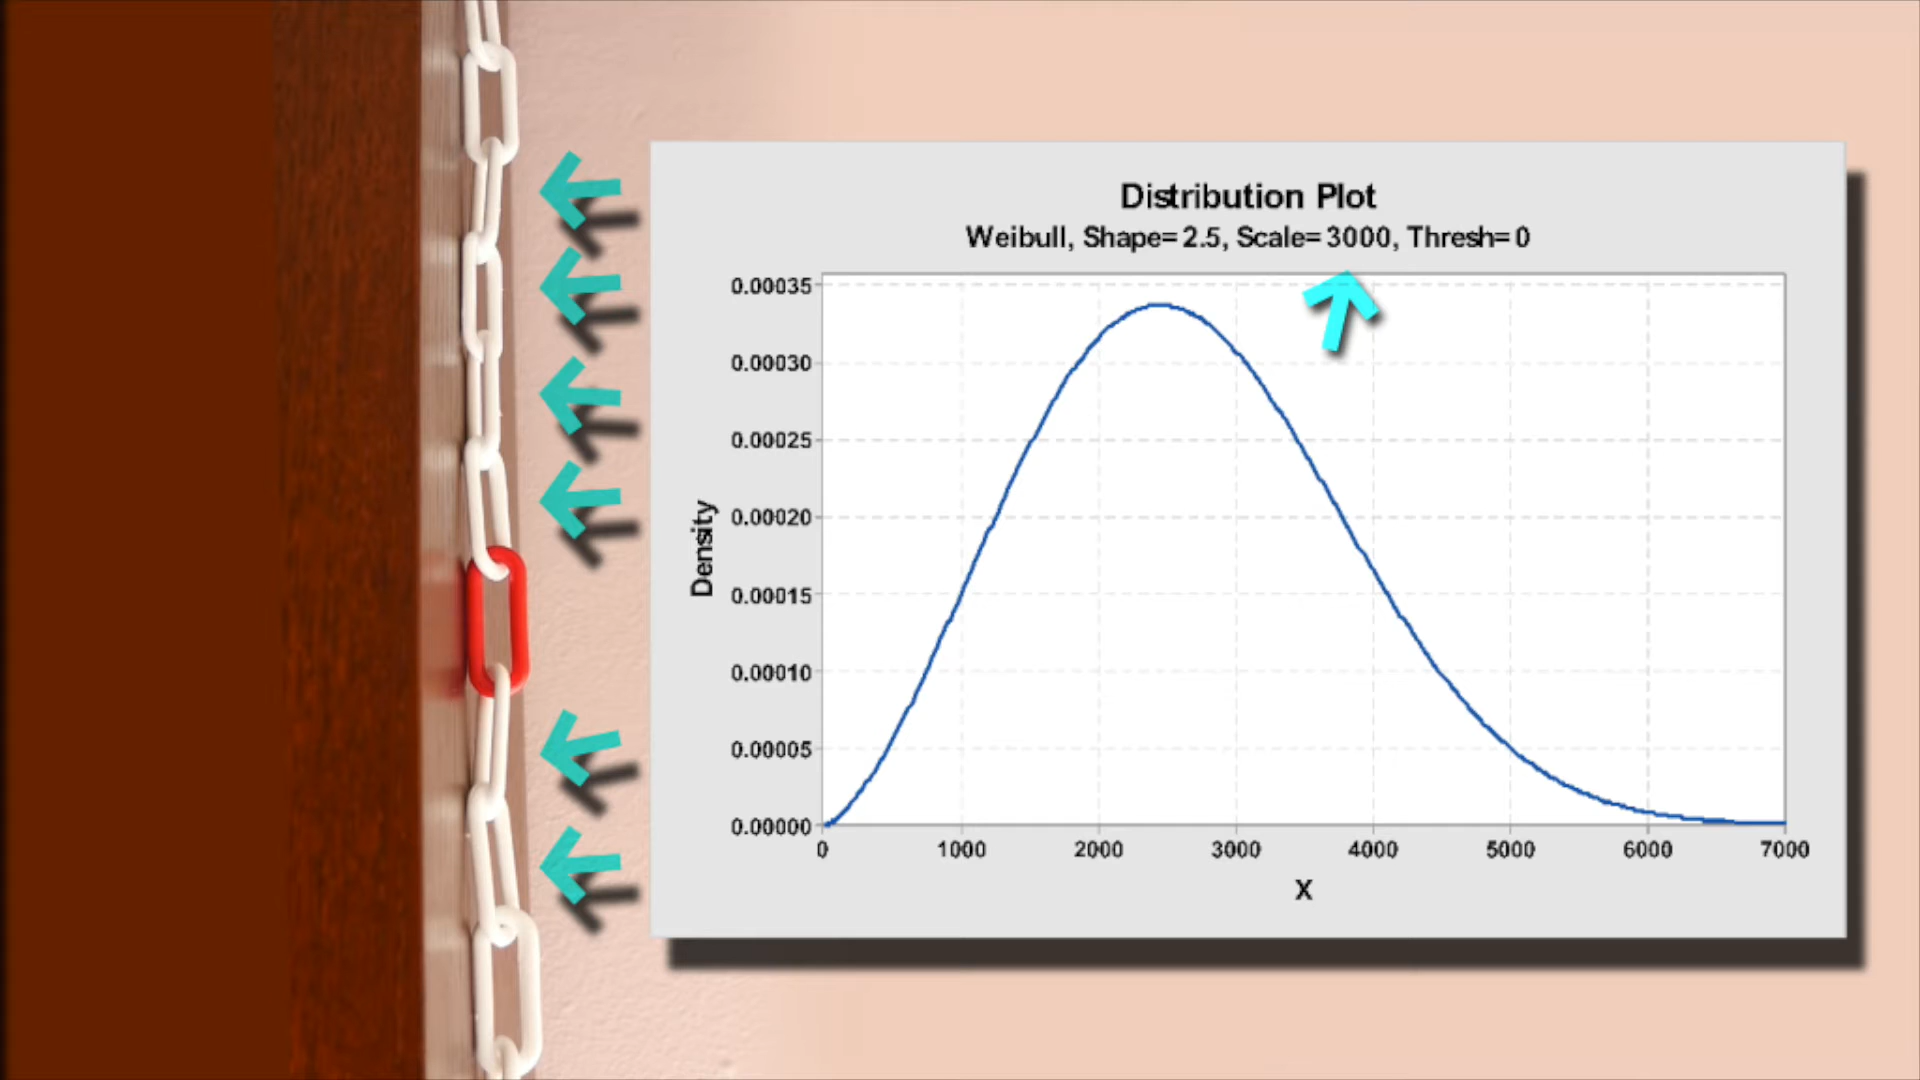 Distribution Plot
Weibull, Shape=2.5, Scale=3000, Thresh=0
0.00035
0.00030
0.00025
0.00020
0.00015
0.00010
0.00005
0.00000
Density
0 1000 2000 3000 4000 5000 6000 7000
X